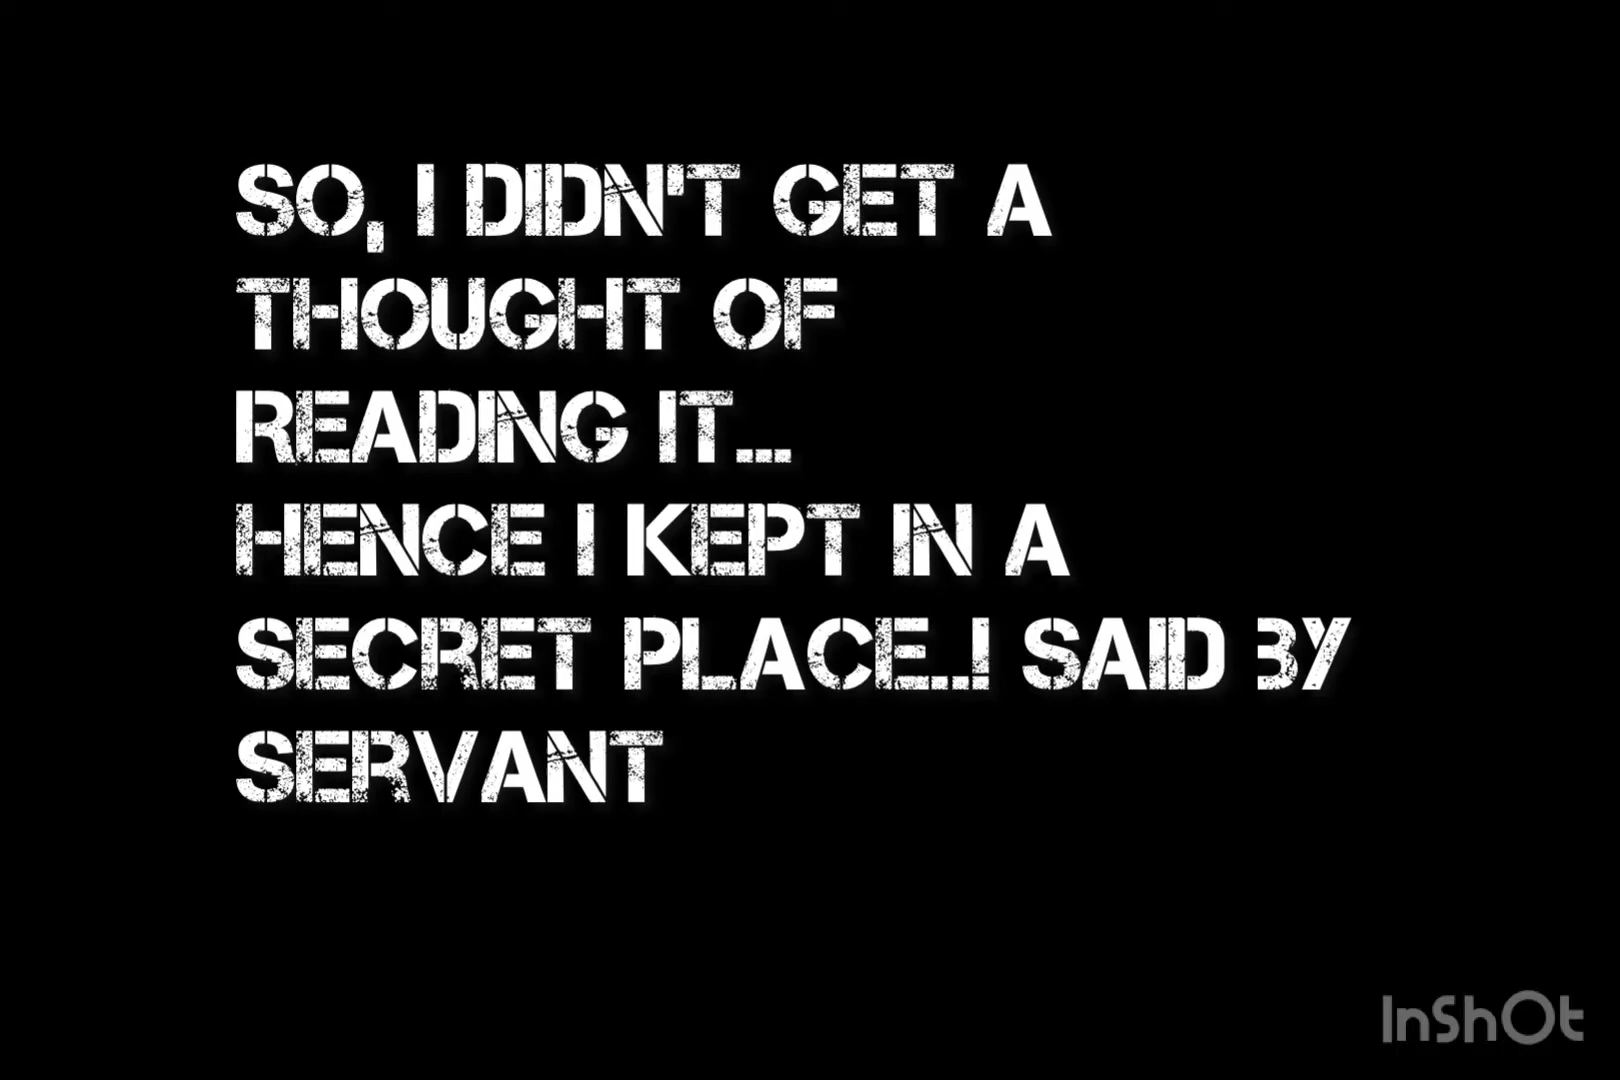 SO, I DIDN'T GET A
THOUGHT OF
READING IT...
HENCE I KEPT IN A
SECRET PLACE..! SAID BY
SERVANT
InShOt